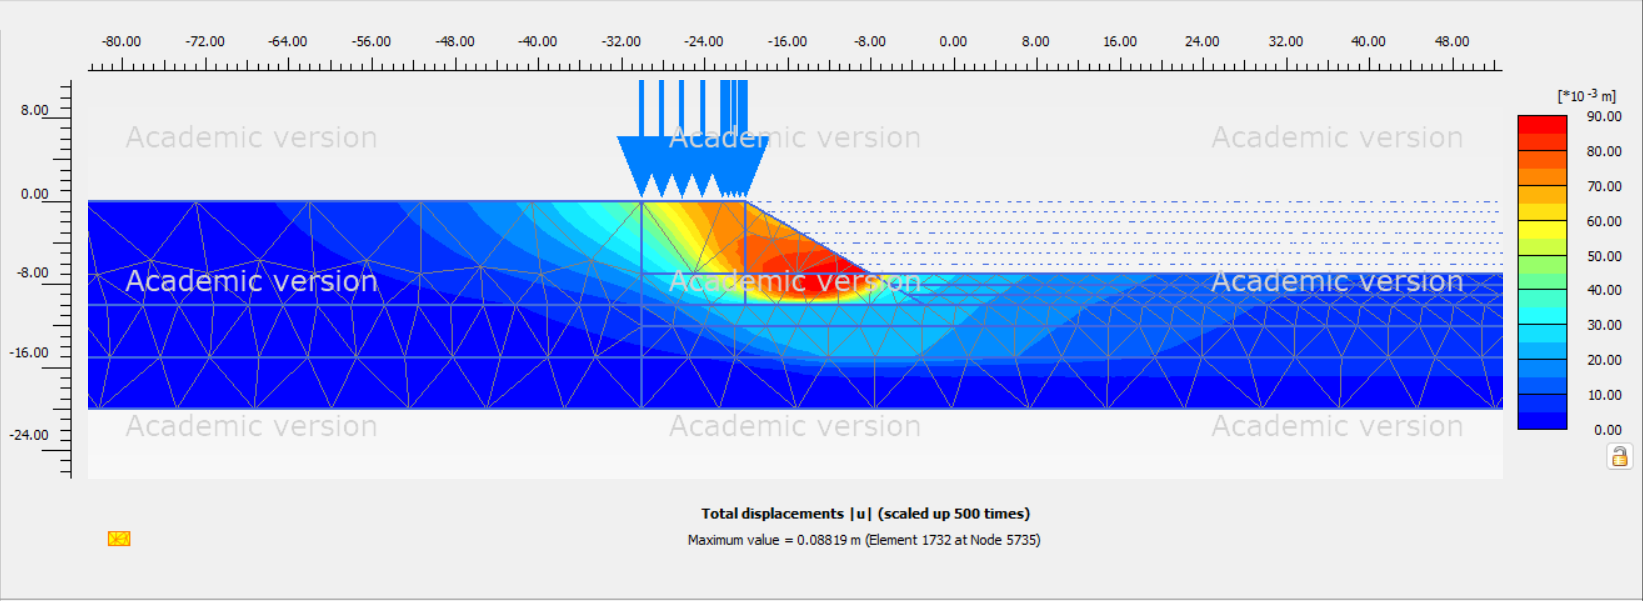 -80.00 -72.00 -64.00 -56.00 -48.00 -40.00 -32.00 -24.00 -16.00 -8.00 0.00 8.00 16.00 24.00 32.00 40.00 48.00
[*10 -3 m]
8.00
0.00
-8.00
-16.00
-24.00
Academic version Academic version Academic version
Academic version Academic version Academic version
Academic version Academic version Academic version
90.00
80.00
70.00
60.00
50.00
40.00
30.00
20.00
10.00
0.00
Total displacements |u| (scaled up 500 times)
Maximum value = 0.08819 m (Element 1732 at Node 5735)